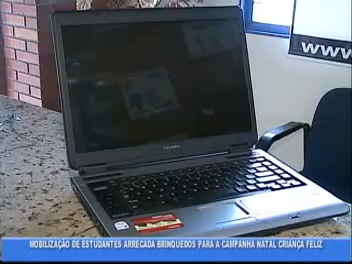 www
TOSHIBA
MOBILIZAÇÃO DE ESTUDANTES ARRECADA BRINQUEDOS PARA A CAMPANHA NATAL CRIANÇA FELIZ